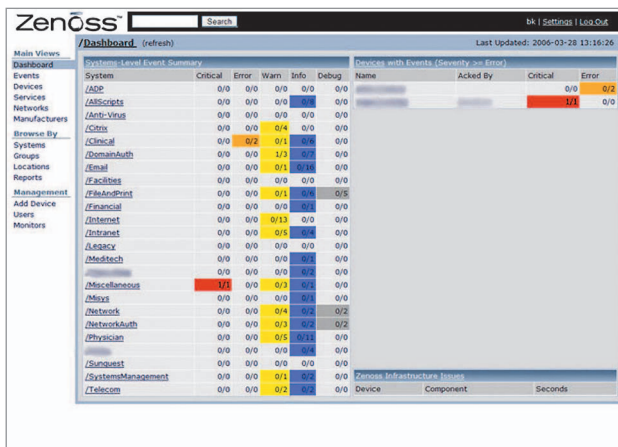 Zenoss™
Search
bk | Settings | Log Out
/Dashboard (refresh)
Last Updated: 2006-03-28 13:16:26
Main Views
Dashboard
Events
Devices
Services
Networks
Manufacturers
Browse By
Systems
Groups
Locations
Reports
Management
Add Device
Users
Monitors
Systems-Level Event Summary
System Critical Error Warn Info Debug
/ADP 0/0 0/0 0/0 0/0 0/0
/AllScripts 0/0 0/0 0/0 0/8 0/0
/Anti-Virus 0/0 0/0 0/0 0/0 0/0
/Citrix 0/0 0/0 0/4 0/0 0/0
/Clinical 0/0 0/2 0/1 0/6 0/0
/DomainAuth 0/0 0/0 1/3 0/7 0/0
/Email 0/0 0/0 0/1 0/16 0/0
/Facilities 0/0 0/0 0/0 0/0 0/0
/FileAndPrint 0/0 0/0 0/1 0/6 0/5
/Financial 0/0 0/0 0/0 0/1 0/0
/Internet 0/0 0/0 0/13 0/0 0/0
/Intranet 0/0 0/0 0/5 0/4 0/0
/Legacy 0/0 0/0 0/0 0/0 0/0
/Meditech 0/0 0/0 0/0 0/1 0/0
0/0 0/0 0/0 0/2 0/0
/Miscellaneous 1/1 0/0 0/3 0/1 0/0
/Misys 0/0 0/0 0/0 0/1 0/0
/Network 0/0 0/0 0/4 0/2 0/2
/NetworkAuth 0/0 0/0 0/3 0/2 0/2
/Physician 0/0 0/0 0/5 0/11 0/0
0/0 0/0 0/0 0/4 0/0
/Sunquest 0/0 0/0 0/0 0/0 0/0
/SystemsManagement 0/0 0/0 0/1 0/2 0/0
/Telecom 0/0 0/0 0/2 0/2 0/0
Devices with Events (Severity >= Error)
Name Acked By Critical Error
0/0 0/2
1/1 0/0
Zenoss Infrastructure Issues
Device Component Seconds